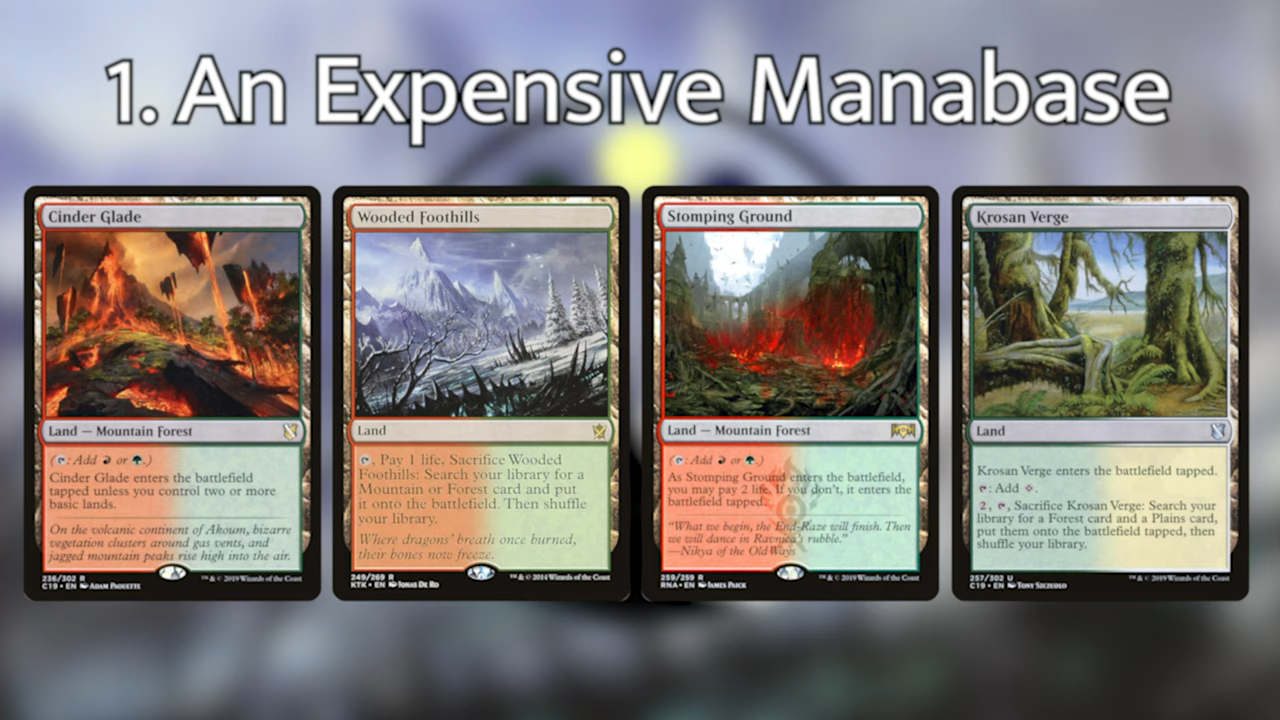 1. An Expensive Manabase
Cinder Glade
Land — Mountain Forest
(: Add or .)
Cinder Glade enters the battlefield
tapped unless you control two or more
basic lands.
On the volcanic continent of Akoum, bizarre
vegetation clusters around gas vents, and
jagged mountain peaks rise high into the air.
236/302 R
C19 • EN Adam Paquette
™ & © 2019 Wizards of the Coast
Wooded Foothills
Land
, Pay 1 life, Sacrifice Wooded
Foothills: Search your library for a
Mountain or Forest card and put
it onto the battlefield. Then shuffle
your library.
Where dragons' breath once burned,
their bones now freeze.
249/269 R
KTK • EN Jonas De Ro
™ & © 2014 Wizards of the Coast
Stomping Ground
Land — Mountain Forest
(: Add or .)
As Stomping Ground enters the battlefield,
you may pay 2 life. If you don't, it enters the
battlefield tapped.
"What we begin, the End-Raze will finish. Then
we will dance in Ravnica's rubble."
—Nikya of the Old Ways
259/259 R
RNA • EN James Paick
™ & © 2019 Wizards of the Coast
Krosan Verge
Land
Krosan Verge enters the battlefield tapped.
: Add .
2, , Sacrifice Krosan Verge: Search your
library for a Forest card and a Plains card,
put them onto the battlefield tapped, then
shuffle your library.
257/302 U
C19 • EN Tony Szczudlo
™ & © 2019 Wizards of the Coast